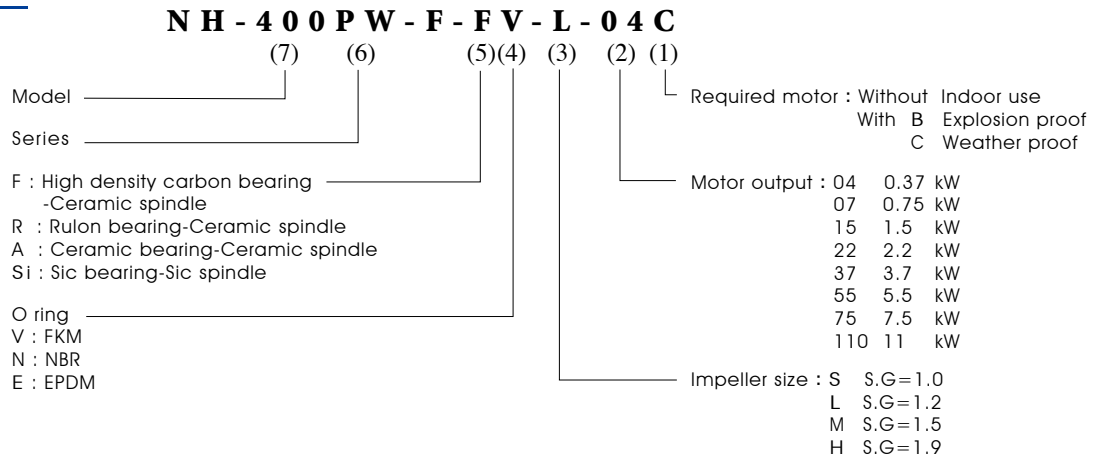 NH-400PW-F-FV-L-04C
(7) (6) (5)(4) (3) (2) (1)
Model
Series
F : High density carbon bearing
-Ceramic spindle
R : Rulon bearing-Ceramic spindle
A : Ceramic bearing-Ceramic spindle
Si : Sic bearing-Sic spindle
O ring
V : FKM
N : NBR
E : EPDM
Required motor : Without Indoor use
With B Explosion proof
C Weather proof
Motor output : 04 0.37 kW
07 0.75 kW
15 1.5 kW
22 2.2 kW
37 3.7 kW
55 5.5 kW
75 7.5 kW
110 11 kW
Impeller size : S S.G=1.0
L S.G=1.2
M S.G=1.5
H S.G=1.9